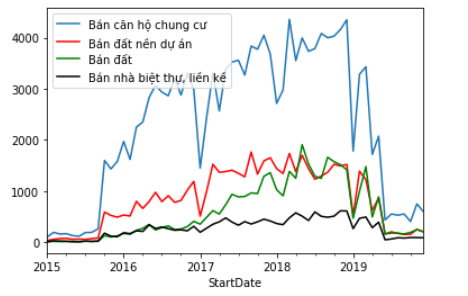 Bán căn hộ chung cư
Bán đất nền dự án
Bán đất
Bán nhà biệt thự, liền kề
4000
3000
2000
1000
0
2015
2016
2017
2018
2019
StartDate